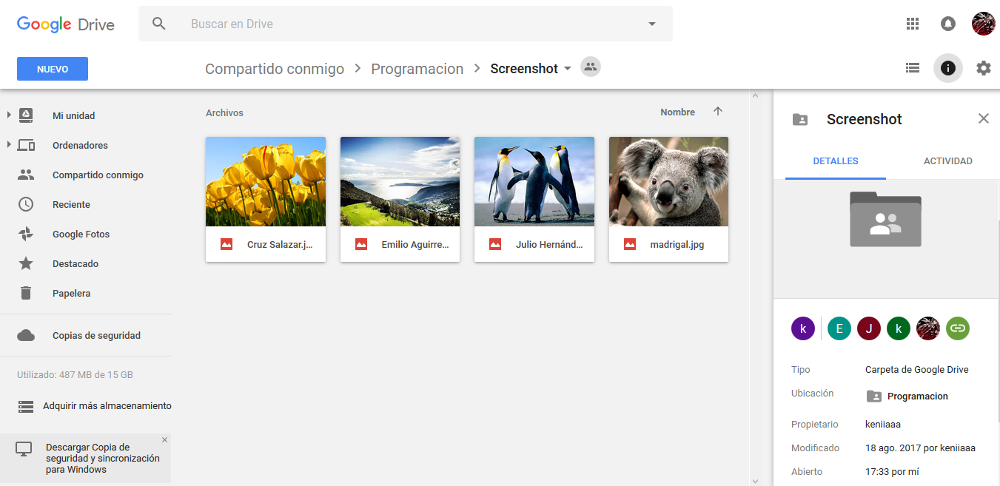 Google Drive
Buscar en Drive
NUEVO
Compartido conmigo > Programacion > Screenshot
Mi unidad
Ordenadores
Compartido conmigo
Reciente
Google Fotos
Destacado
Papelera
Copias de seguridad
Utilizado: 487 MB de 15 GB
Adquirir más almacenamiento
Descargar Copia de
seguridad y sincronización
para Windows
Archivos
Nombre
Cruz Salazar.j...
Emilio Aguirre...
Julio Hernánd...
madrigal.jpg
Screenshot
DETALLES
ACTIVIDAD
k E J k
Tipo Carpeta de Google Drive
Ubicación Programacion
Propietario keniiaaa
Modificado 18 ago. 2017 por keniiaaa
Abierto 17:33 por mí